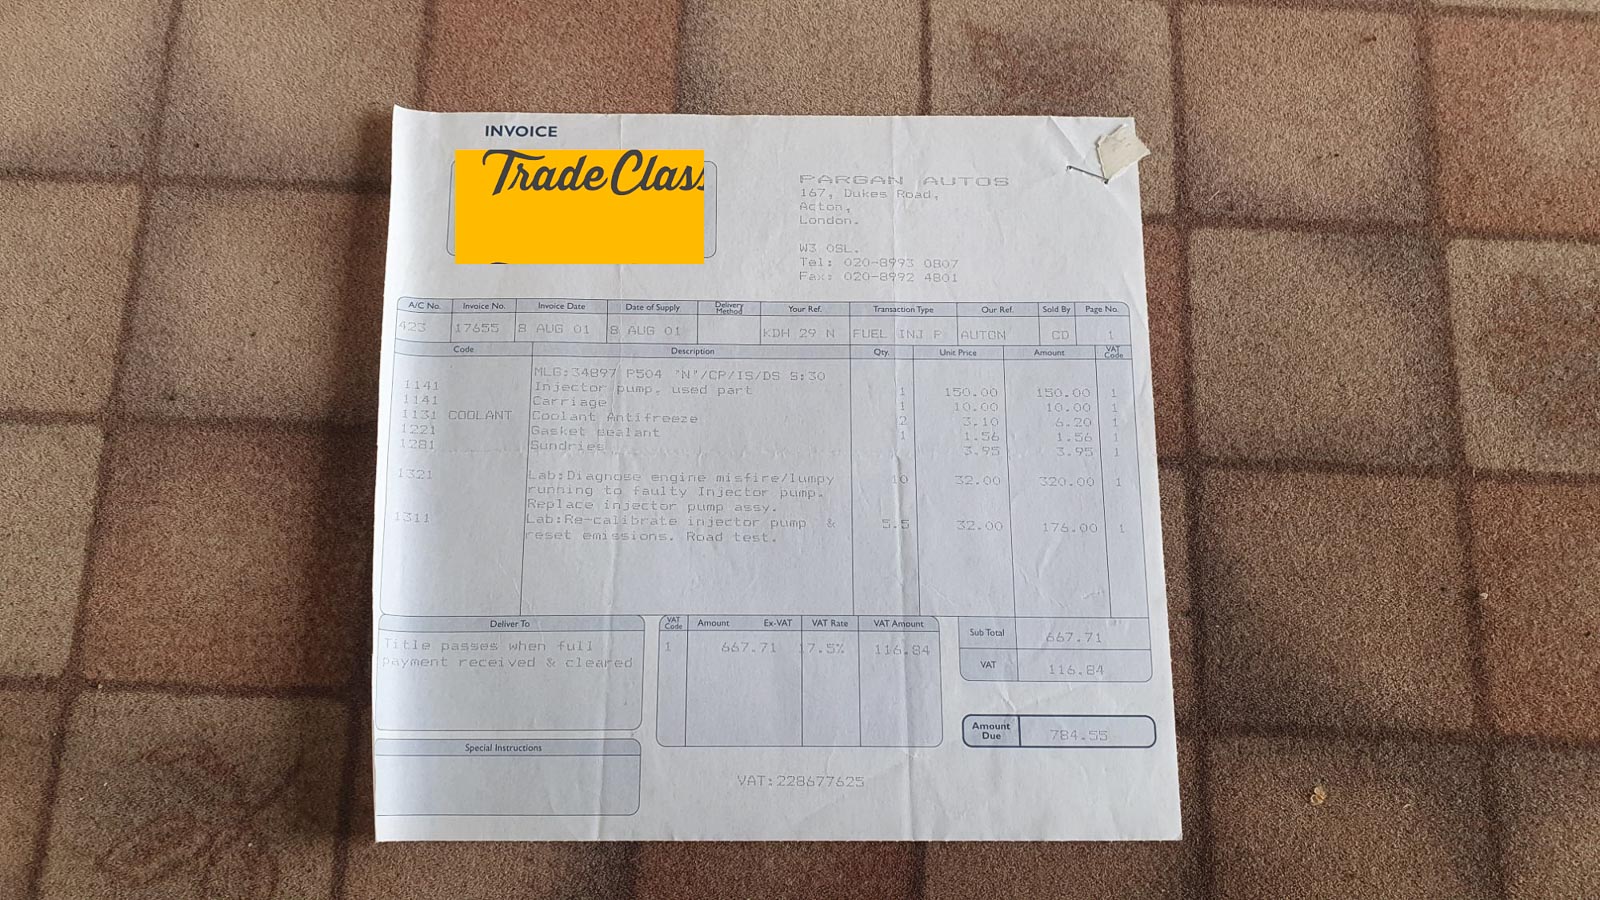 INVOICE
Trade Clas
PARGAN AUTOS
167, Dukes Road,
Acton,
London.
W3 0SL.
Tel: 020-8993 0807
Fax: 020-8992 4801
A/C No. Invoice No. Invoice Date Date of Supply Delivery Method Your Ref. Transaction Type Our Ref. Sold By Page No.
423 17655 8 AUG 01 8 AUG 01 KDH 29 N FUEL INJ P AUTON CD 1
Code Description Qty. Unit Price Amount VAT Code
MLG:34897 P504 "N"/CP/IS/DS S:30
1141 Injector pump, used part 1 150.00 150.00 1
1141 Carriage 1 10.00 10.00 1
1131 COOLANT Coolant Antifreeze 2 3.10 6.20 1
1221 Gasket sealant 1 1.56 1.56 1
1281 Sundries 3.95 3.95 1
1321 Lab:Diagnose engine misfire/lumpy 10 32.00 320.00 1
running to faulty Injector pump.
Replace injector pump assy.
1311 Lab:Re-calibrate injector pump & 5.5 32.00 176.00 1
reset emissions. Road test.
Deliver To
Title passes when full
payment received & cleared
VAT Code Amount Ex-VAT VAT Rate VAT Amount
1 667.71 17.5% 116.84
Sub Total 667.71
VAT 116.84
Amount Due 784.55
Special Instructions
VAT:228677625